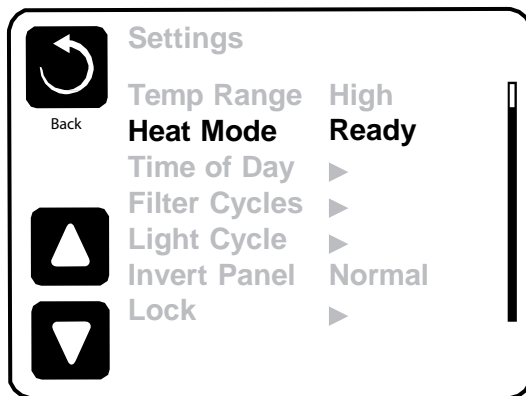 Settings
Temp Range High
Back
Heat Mode Ready
Time of Day
Filter Cycles
Light Cycle
Invert Panel Normal
Lock